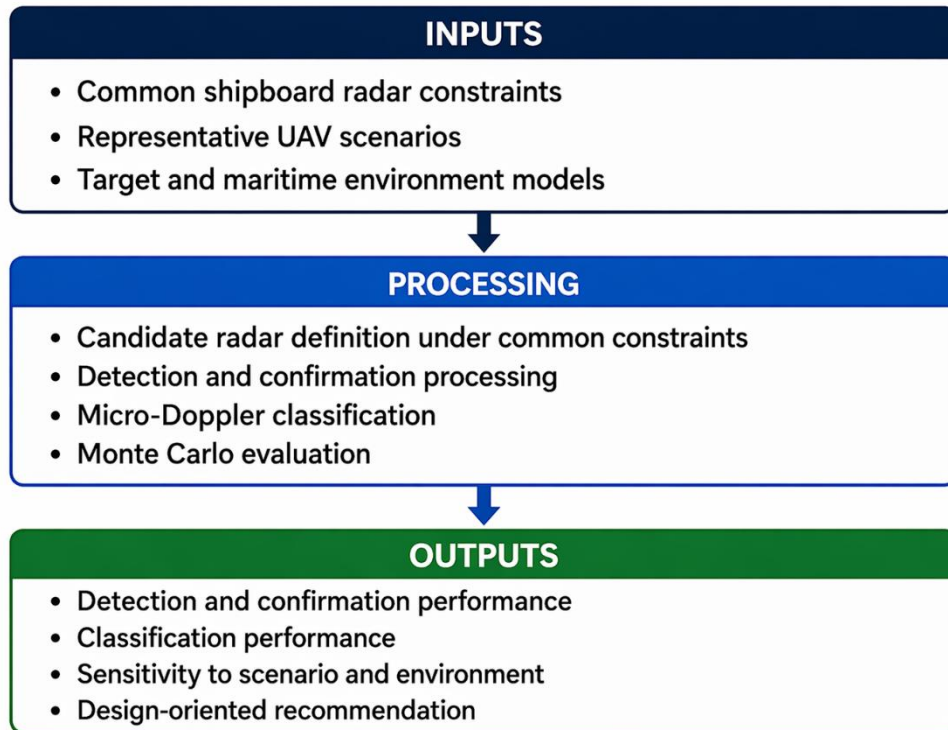 INPUTS
• Common shipboard radar constraints
• Representative UAV scenarios
• Target and maritime environment models
PROCESSING
• Candidate radar definition under common constraints
• Detection and confirmation processing
• Micro-Doppler classification
• Monte Carlo evaluation
OUTPUTS
• Detection and confirmation performance
• Classification performance
• Sensitivity to scenario and environment
• Design-oriented recommendation